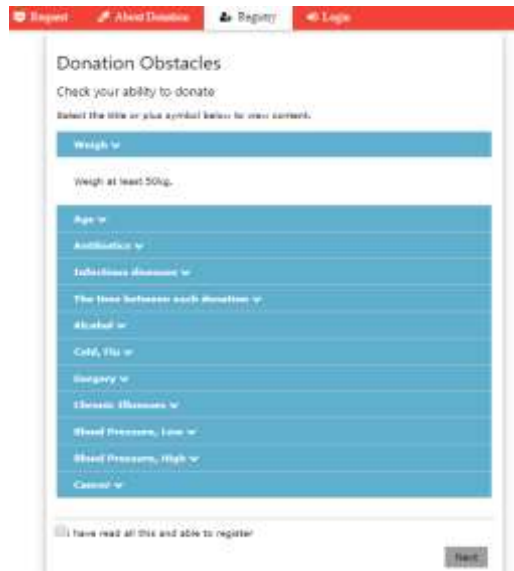 Request About Donation Registry Login
Donation Obstacles
Check your ability to donate
Select the title or plus symbol below to view content.
Weigh
Weigh at least 50kg.
Age
Antibiotics
Infectious diseases
The time between each donation
Alcohol
Cold, Flu
Surgery
Chronic Illnesses
Blood Pressure, Low
Blood Pressure, High
Cancer
I have read all this and able to register
Next